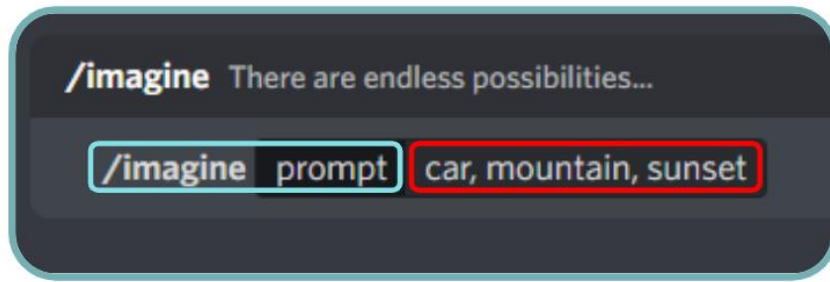 /imagine There are endless possibilities...
/imagine prompt car, mountain, sunset